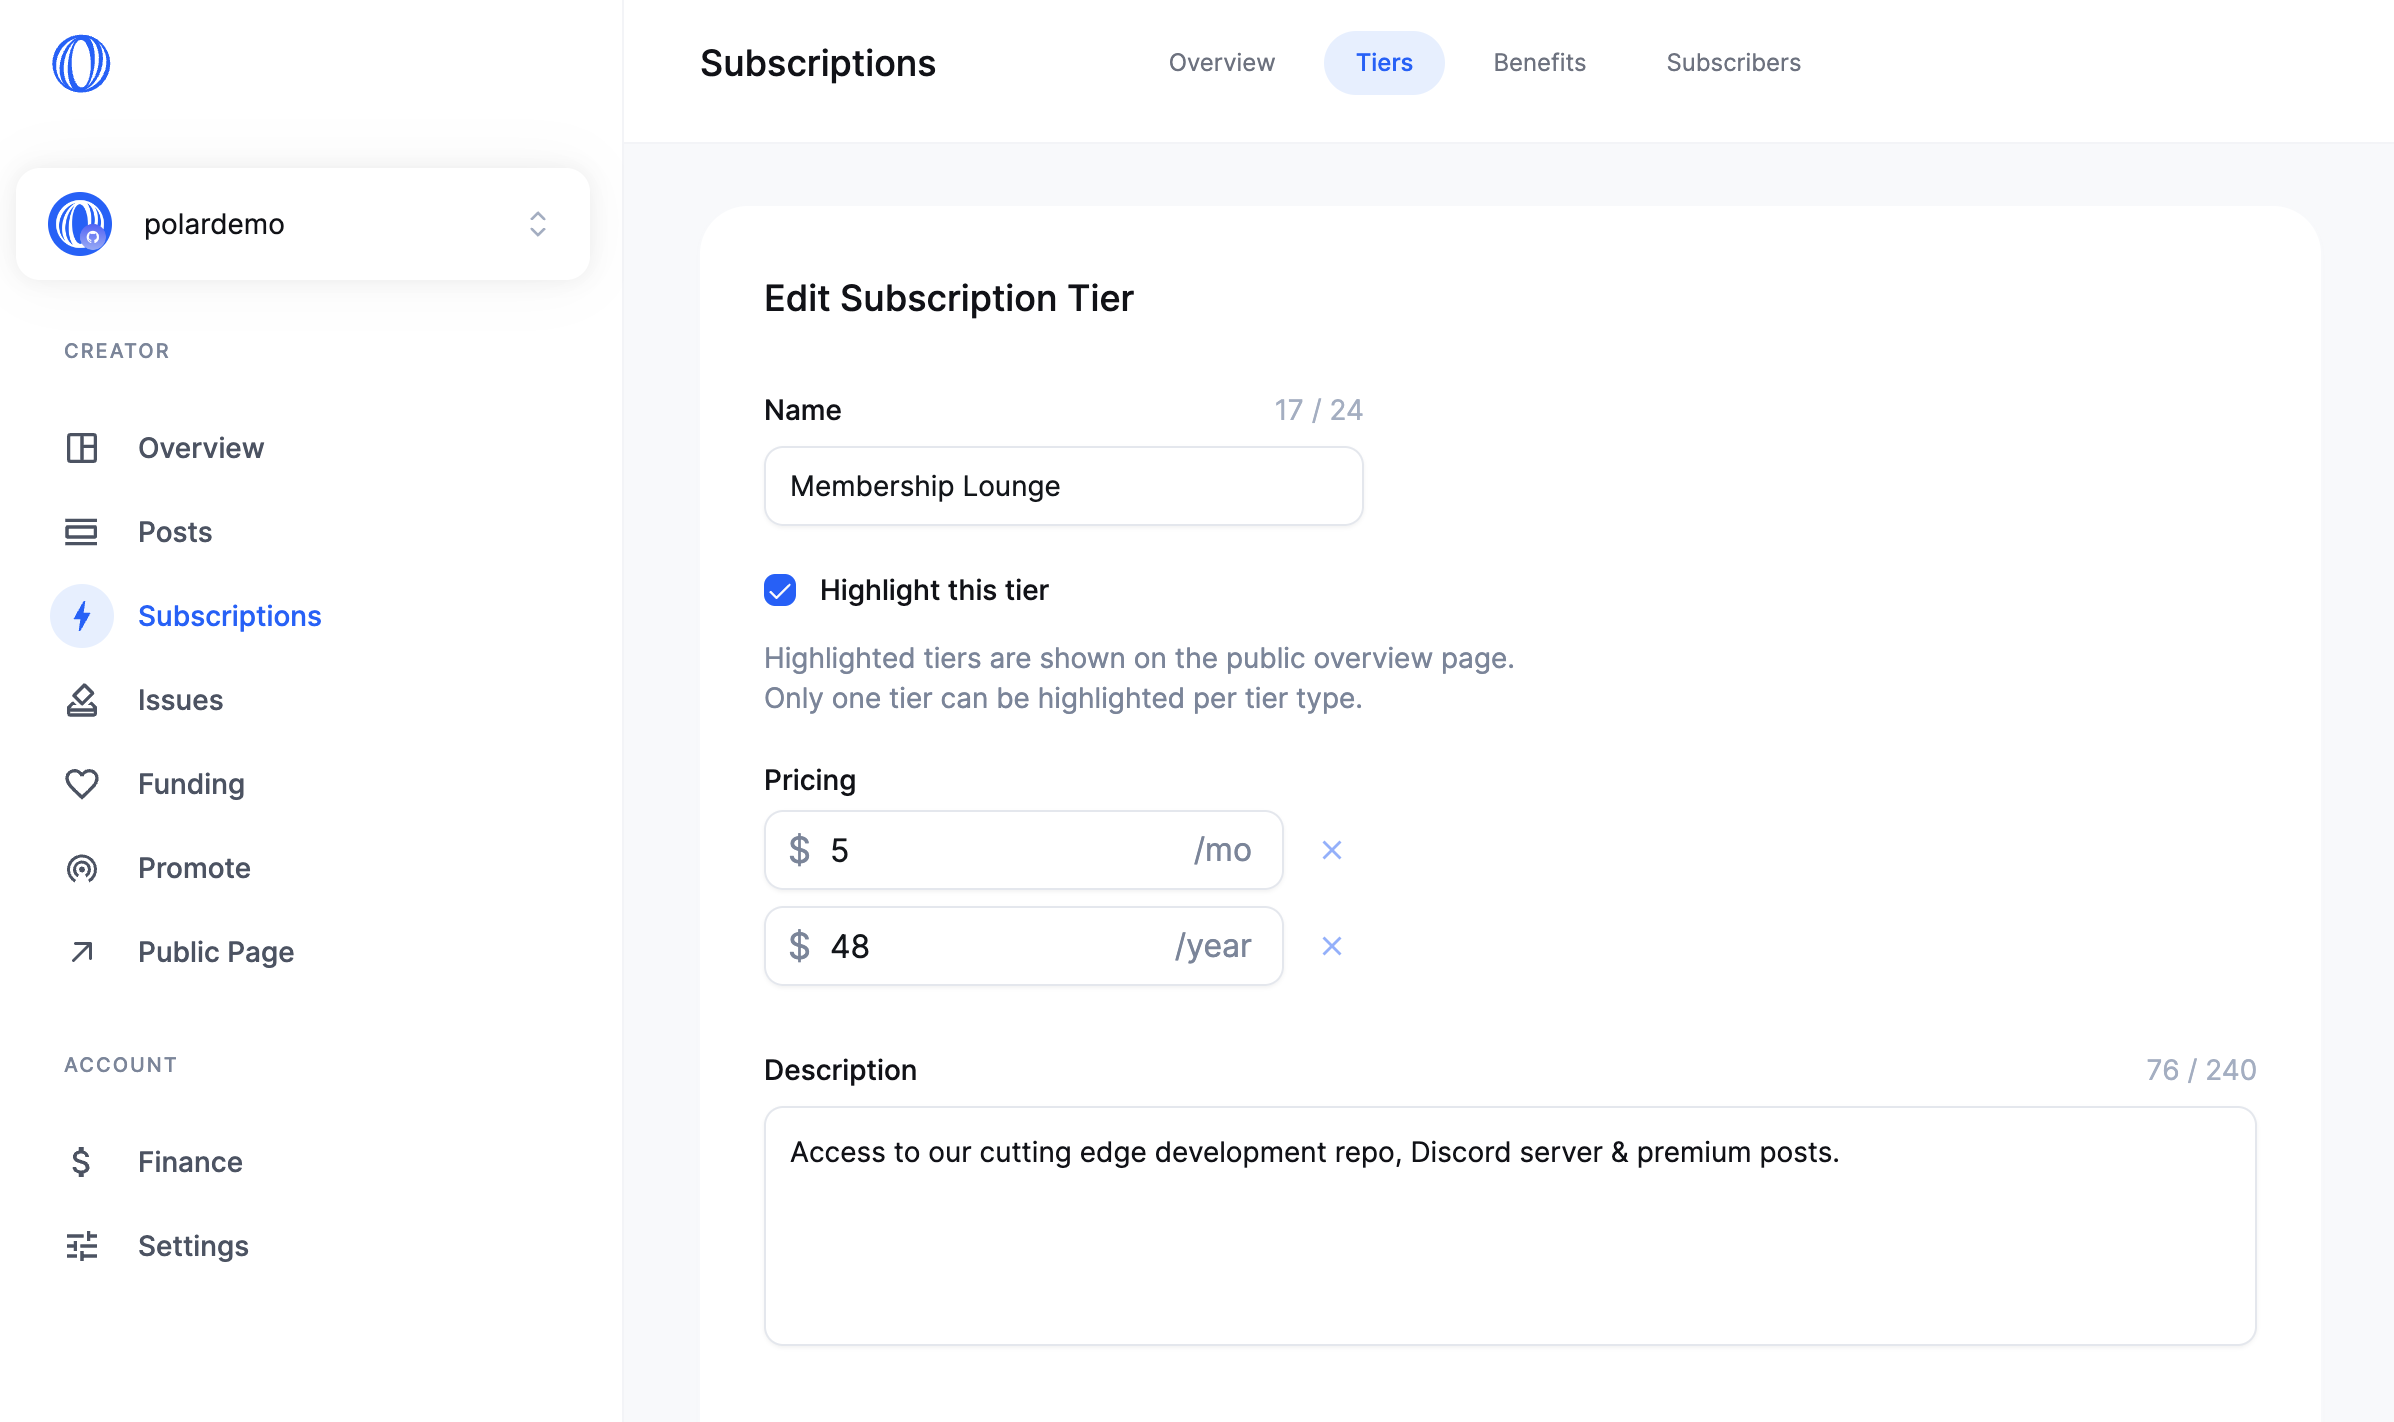 Subscriptions
Overview
Tiers
Benefits
Subscribers
polardemo
CREATOR
Overview
Posts
Subscriptions
Issues
Funding
Promote
Public Page
ACCOUNT
Finance
Settings
Edit Subscription Tier
Name
17 / 24
Membership Lounge
Highlight this tier
Highlighted tiers are shown on the public overview page.
Only one tier can be highlighted per tier type.
Pricing
$ 5 /mo
$ 48 /year
Description
76 / 240
Access to our cutting edge development repo, Discord server & premium posts.